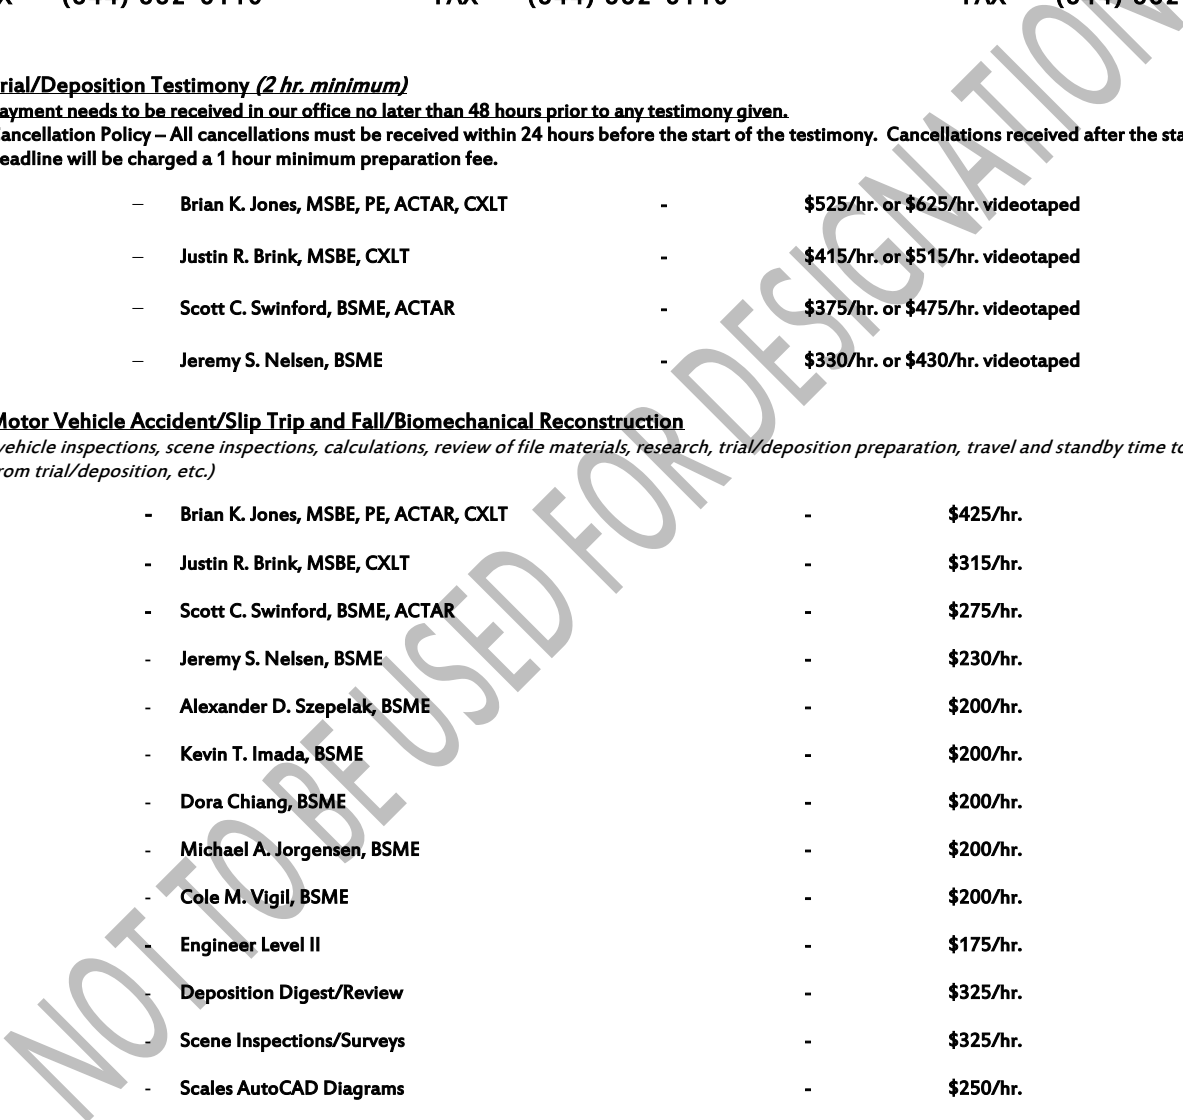 rial/Deposition Testimony (2 hr. minimum)
ayment needs to be received in our office no later than 48 hours prior to any testimony given.
ancellation Policy – All cancellations must be received within 24 hours before the start of the testimony. Cancellations received after the sta
eadline will be charged a 1 hour minimum preparation fee.
– Brian K. Jones, MSBE, PE, ACTAR, CXLT - $525/hr. or $625/hr. videotaped
– Justin R. Brink, MSBE, CXLT - $415/hr. or $515/hr. videotaped
– Scott C. Swinford, BSME, ACTAR - $375/hr. or $475/hr. videotaped
– Jeremy S. Nelsen, BSME - $330/hr. or $430/hr. videotaped
Motor Vehicle Accident/Slip Trip and Fall/Biomechanical Reconstruction
vehicle inspections, scene inspections, calculations, review of file materials, research, trial/deposition preparation, travel and standby time to
rom trial/deposition, etc.)
- Brian K. Jones, MSBE, PE, ACTAR, CXLT - $425/hr.
- Justin R. Brink, MSBE, CXLT - $315/hr.
- Scott C. Swinford, BSME, ACTAR - $275/hr.
- Jeremy S. Nelsen, BSME - $230/hr.
- Alexander D. Szepelak, BSME - $200/hr.
- Kevin T. Imada, BSME - $200/hr.
- Dora Chiang, BSME - $200/hr.
- Michael A. Jorgensen, BSME - $200/hr.
- Cole M. Vigil, BSME - $200/hr.
- Engineer Level II - $175/hr.
- Deposition Digest/Review - $325/hr.
- Scene Inspections/Surveys - $325/hr.
- Scales AutoCAD Diagrams - $250/hr.
NOT TO BE USED FOR DESIGNATION